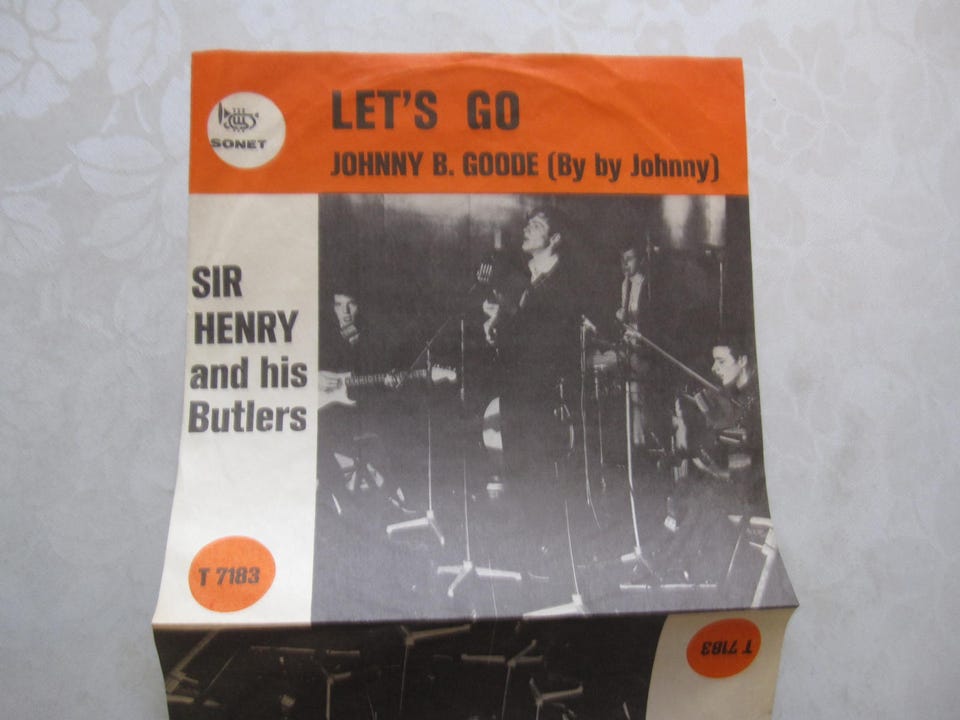 SONET
LET'S GO
JOHNNY B. GOODE (By by Johnny)
SIR
HENRY
and his
Butlers
T 7183
T 7183